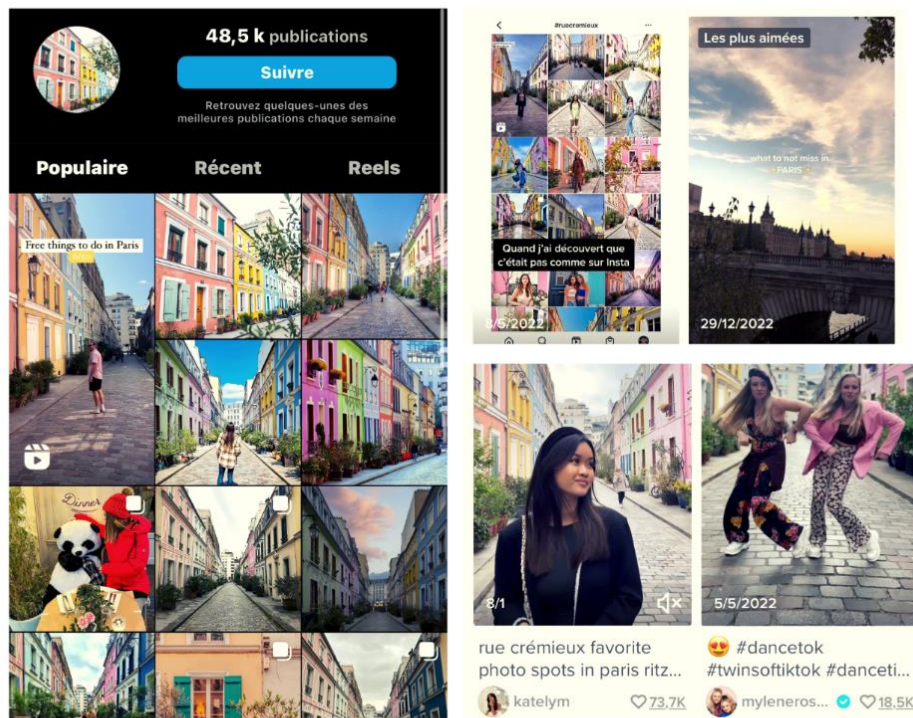 48,5 k publications
Suivre
Retrouvez quelques-unes des
meilleures publications chaque semaine
Populaire
Récent
Reels
Free things to do in Paris
Dinner
#ruecremieux
Quand j'ai découvert que
c'était pas comme sur Insta
8/5/2022
Les plus aimées
what to not miss in
PARIS
29/12/2022
8/1
rue crémieux favorite
photo spots in paris ritz...
katelym
73,7K
5/5/2022
😍 #dancetok
#twinsoftiktok #danceti...
myleneros...
18,5K